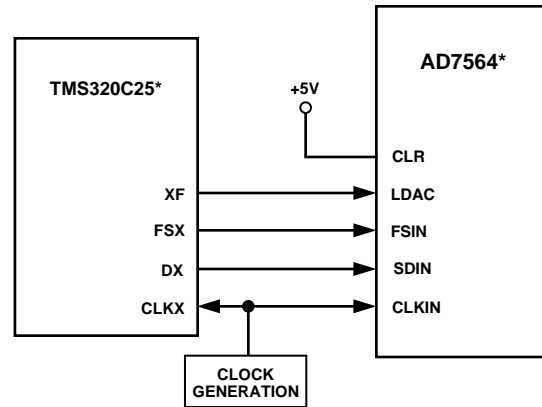 TMS320C25*
AD7564*
+5V
CLR
XF
LDAC
FSX
FSIN
DX
SDIN
CLKX
CLKIN
CLOCK
GENERATION